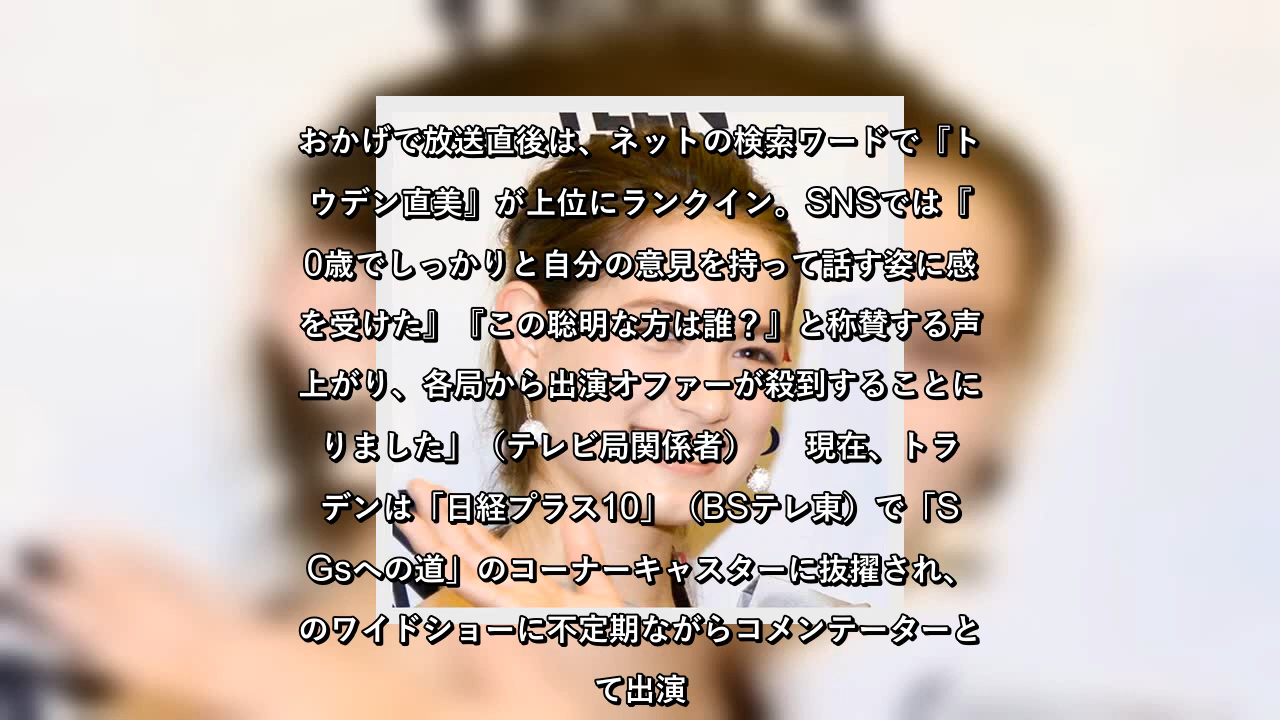 おかげで放送直後は、ネットの検索ワードで『ト
ウデン直美』が上位にランクイン。SNSでは『
0歳でしっかりと自分の意見を持って話す姿に感
を受けた』『この聡明な方は誰？』と称賛する声
上がり、各局から出演オファーが殺到することに
りました」（テレビ局関係者）　　現在、トラ
デンは「日経プラス10」（BSテレ東）で「S
Gsへの道」のコーナーキャスターに抜擢され、
のワイドショーに不定期ながらコメンテーターと
て出演